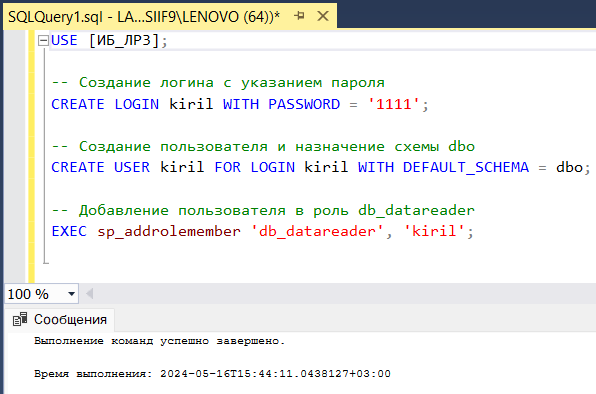 SQLQuery1.sql - LA...SIIF9\LENOVO (64))*
USE [ИБ_ЛР3];
-- Создание логина с указанием пароля
CREATE LOGIN kiril WITH PASSWORD = '1111';
-- Создание пользователя и назначение схемы dbo
CREATE USER kiril FOR LOGIN kiril WITH DEFAULT_SCHEMA = dbo;
-- Добавление пользователя в роль db_datareader
EXEC sp_addrolemember 'db_datareader', 'kiril';
100 %
Сообщения
Выполнение команд успешно завершено.
Время выполнения: 2024-05-16T15:44:11.0438127+03:00